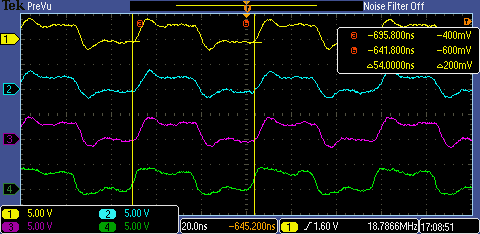 Tek PreVu Noise Filter Off
a b
a −695.800ns −400mV
b −641.800ns −600mV
△54.0000ns △200mV
1
2
3
4
1 5.00 V 2 5.00 V
3 5.00 V 4 5.00 V
20.0ns −645.200ns
1 1.60 V 18.7866MHz 17:08:51